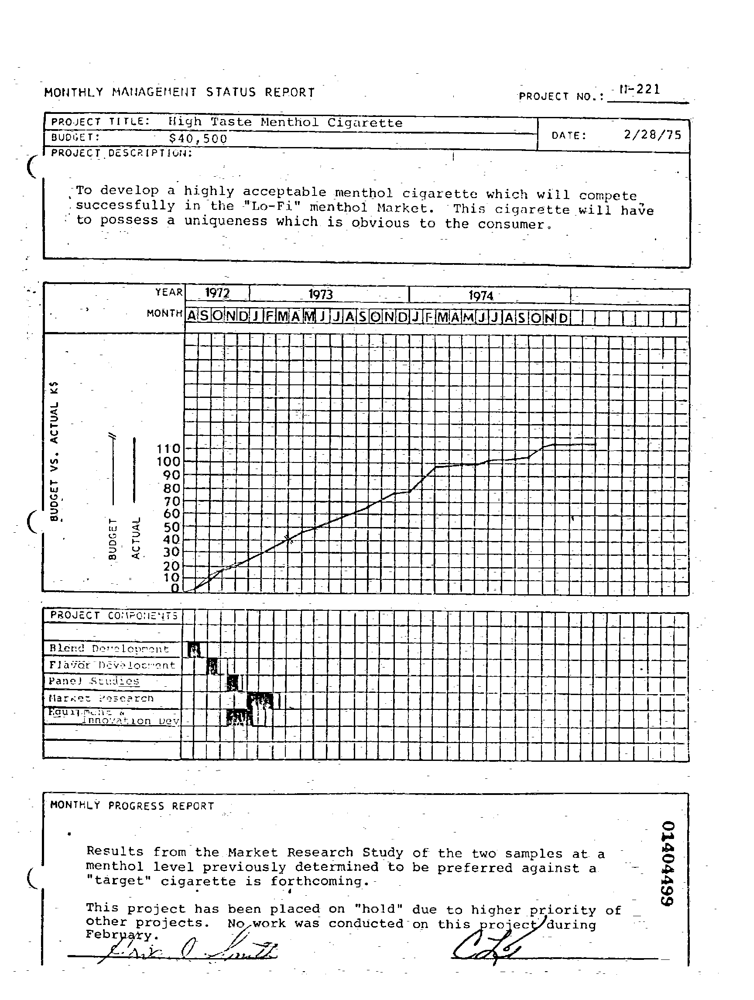 MONTHLY MANAGEMENT STATUS REPORT
PROJECT NO.: N-221
PROJECT TITLE: High Taste Menthol Cigarette
BUDGET: $40,500
DATE: 2/28/75
PROJECT DESCRIPTION:
To develop a highly acceptable menthol cigarette which will compete
successfully in the "Lo-Fi" menthol Market. This cigarette will have
to possess a uniqueness which is obvious to the consumer.
YEAR 1972 1973 1974
MONTH A S O N D J F M A M J J A S O N D J F M A M J J A S O N D
BUDGET VS. ACTUAL K$
BUDGET
ACTUAL
110
100
90
80
70
60
50
40
30
20
10
0
PROJECT COMPONENTS
Blend Development
Flavor Development
Panel Studies
Market Research
Equipment &
Innovation Dev
MONTHLY PROGRESS REPORT
Results from the Market Research Study of the two samples at a
menthol level previously determined to be preferred against a
"target" cigarette is forthcoming.
This project has been placed on "hold" due to higher priority of
other projects. No work was conducted on this project during
February.
01404499